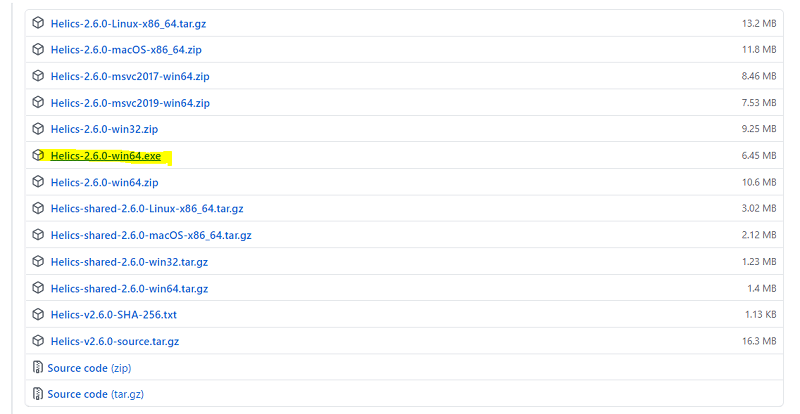 Helics-2.6.0-Linux-x86_64.tar.gz 13.2 MB
Helics-2.6.0-macOS-x86_64.zip 11.8 MB
Helics-2.6.0-msvc2017-win64.zip 8.46 MB
Helics-2.6.0-msvc2019-win64.zip 7.53 MB
Helics-2.6.0-win32.zip 9.25 MB
Helics-2.6.0-win64.exe 6.45 MB
Helics-2.6.0-win64.zip 10.6 MB
Helics-shared-2.6.0-Linux-x86_64.tar.gz 3.02 MB
Helics-shared-2.6.0-macOS-x86_64.tar.gz 2.12 MB
Helics-shared-2.6.0-win32.tar.gz 1.23 MB
Helics-shared-2.6.0-win64.tar.gz 1.4 MB
Helics-v2.6.0-SHA-256.txt 1.13 KB
Helics-v2.6.0-source.tar.gz 16.3 MB
Source code (zip)
Source code (tar.gz)